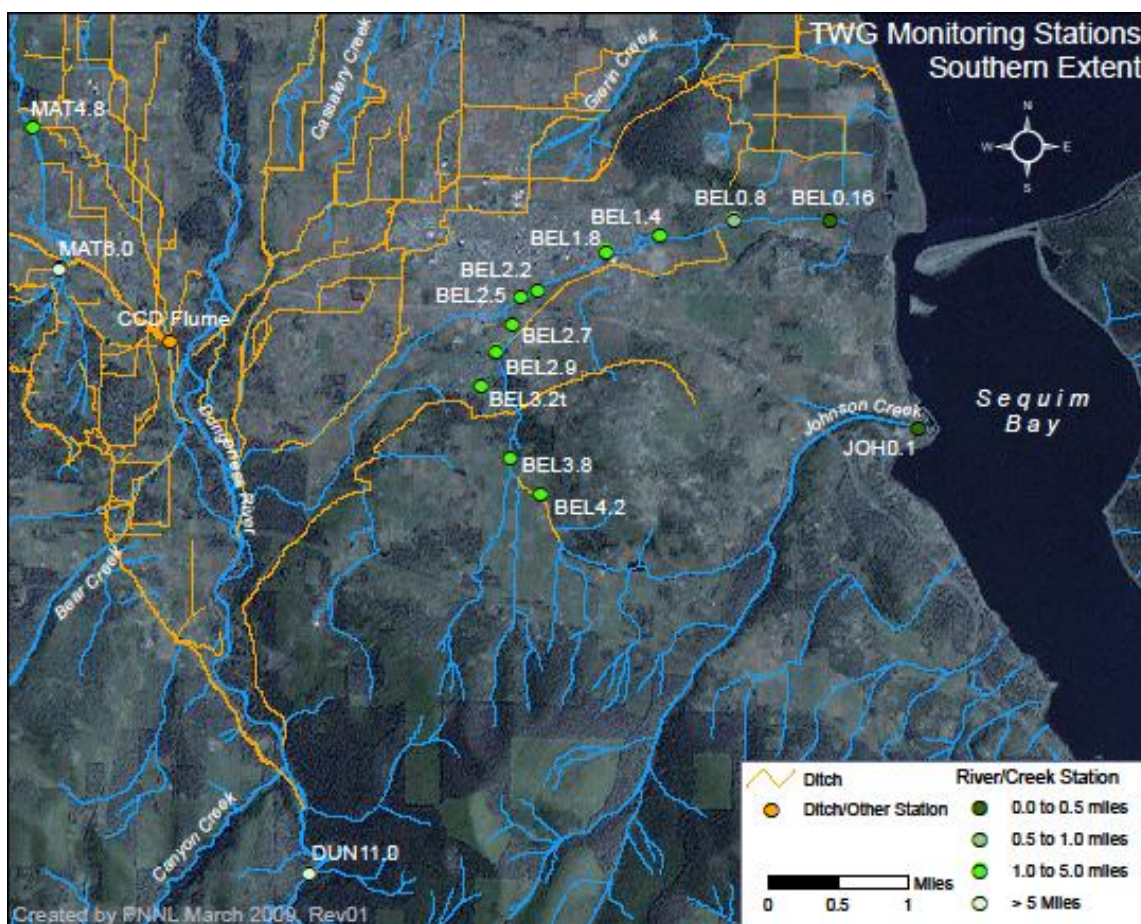 TWG Monitoring Stations
Southern Extent
N
W E
S
MAT4.8
Cassalery Creek
Gierin Creek
BEL0.8
BEL0.16
BEL1.4
BEL1.8
MAT6.0
BEL2.2
BEL2.5
CCD Flume
BEL2.7
BEL2.9
BEL3.2t
Dungeness River
Johnson Creek
JOH0.1
Sequim
Bay
BEL3.8
BEL4.2
Bear Creek
Canyon Creek
DUN11.0
Ditch
Ditch/Other Station
River/Creek Station
0.0 to 0.5 miles
0.5 to 1.0 miles
1.0 to 5.0 miles
> 5 Miles
Miles
0 0.5 1
Created by PNNL March 2009, Rev01